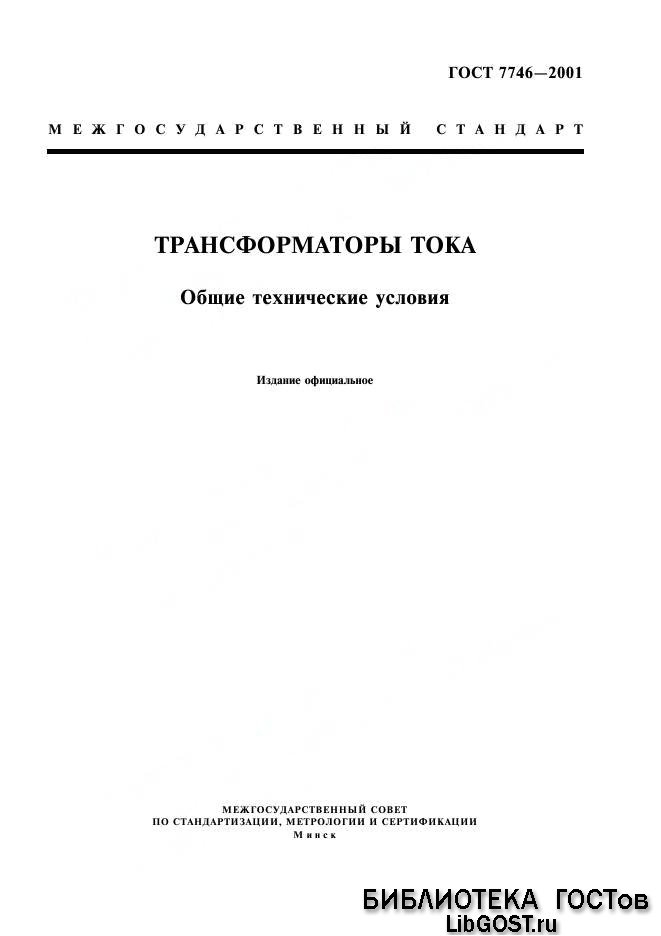 ГОСТ 7746—2001
МЕЖГОСУДАРСТВЕННЫЙ СТАНДАРТ
ТРАНСФОРМАТОРЫ ТОКА
Общие технические условия
Издание официальное
МЕЖГОСУДАРСТВЕННЫЙ СОВЕТ
ПО СТАНДАРТИЗАЦИИ, МЕТРОЛОГИИ И СЕРТИФИКАЦИИ
Минск
БИБЛИОТЕКА ГОСТов
LibGOST.ru